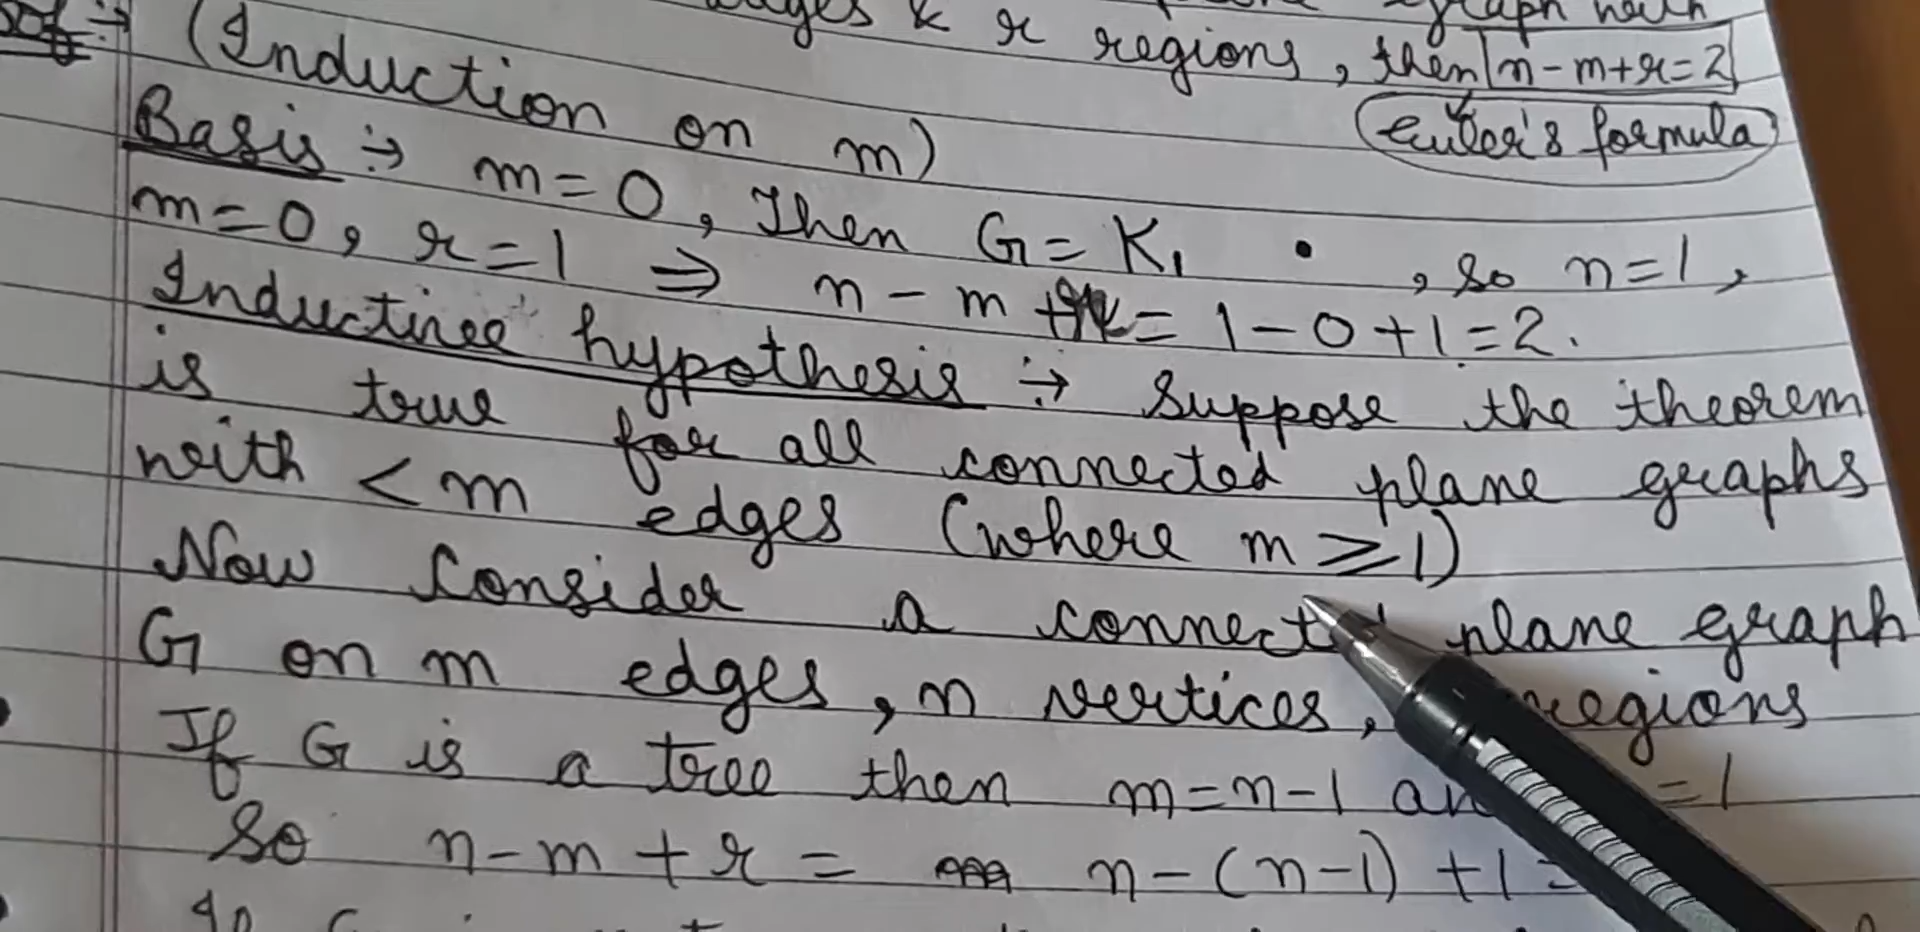 edges & r regions, then n-m+r=2
Euler's formula
(Induction on m)
Basis :→ m=0, Then G=K₁ • , so n=1,
m=0, r=1 ⇒ n-m+r=1-0+1=2.
Inductive hypothesis :→ Suppose the theorem
is true for all connected plane graphs
with <m edges (where m≥1)
Now Consider a connected plane graph
G on m edges, n vertices, regions
If G is a tree then m=n-1 an =1
So n-m+r= n-(n-1)+1=